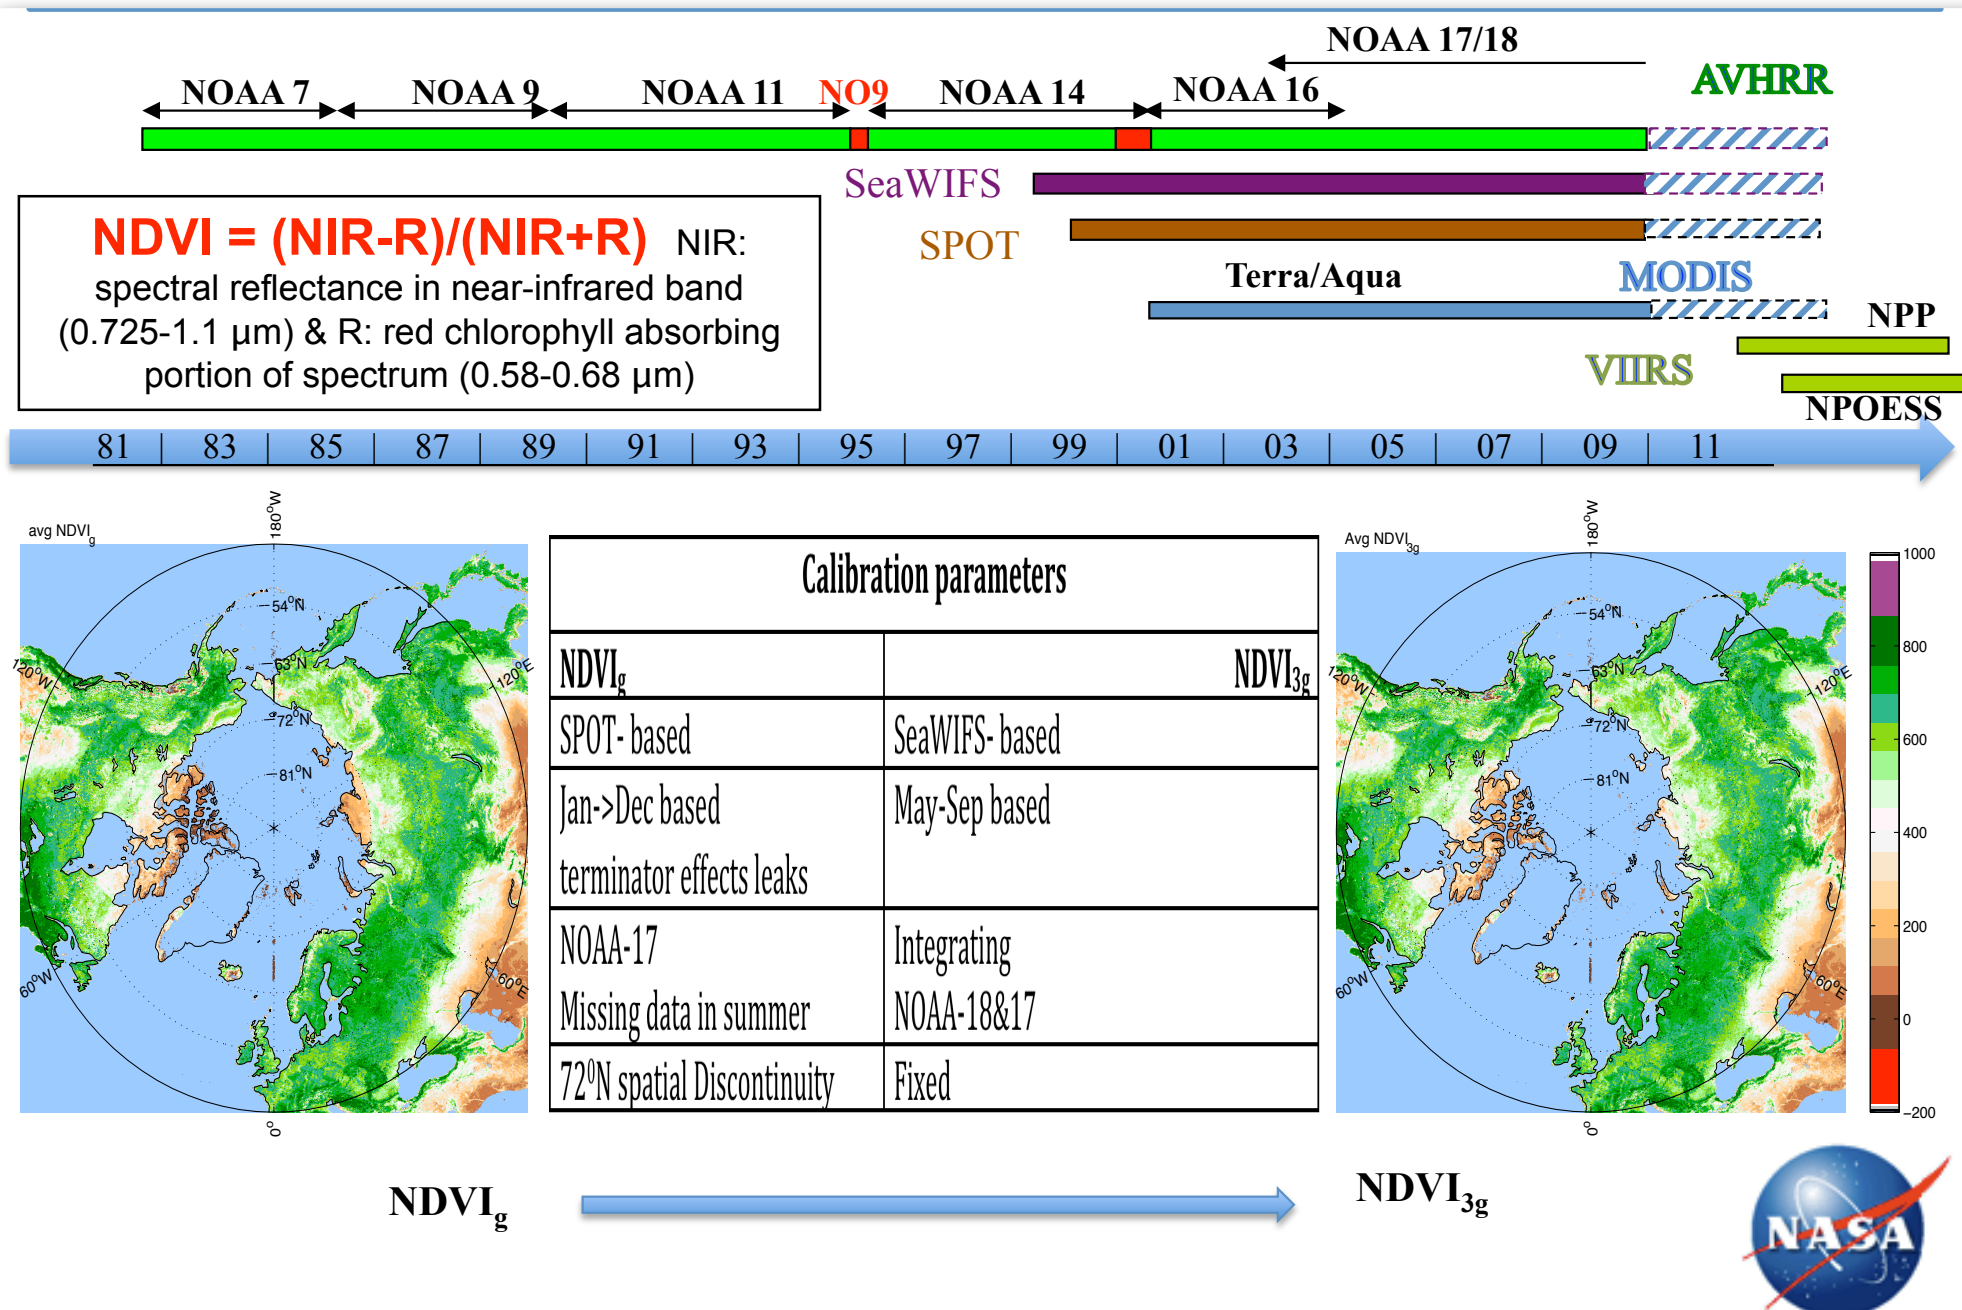 NOAA 17/18
AVHRR
NOAA 7 NOAA 9 NOAA 11 NO9 NOAA 14 NOAA 16
SeaWIFS
SPOT
Terra/Aqua MODIS
NPP
VIIRS
NPOESS
NDVI = (NIR-R)/(NIR+R) NIR:
spectral reflectance in near-infrared band
(0.725-1.1 µm) & R: red chlorophyll absorbing
portion of spectrum (0.58-0.68 µm)
81 83 85 87 89 91 93 95 97 99 01 03 05 07 09 11
avg NDVIg
180°W
54°N
63°N
72°N
81°N
120°W
120°E
60°W
60°E
0°
Calibration parameters
NDVIg NDVI3g
SPOT- based SeaWIFS- based
Jan->Dec based May-Sep based
terminator effects leaks
NOAA-17 Integrating
Missing data in summer NOAA-18&17
72⁰N spatial Discontinuity Fixed
Avg NDVI3g
180°W
54°N
63°N
72°N
81°N
120°W
120°E
60°W
60°E
0°
1000
800
600
400
200
0
−200
NDVIg NDVI3g
NASA